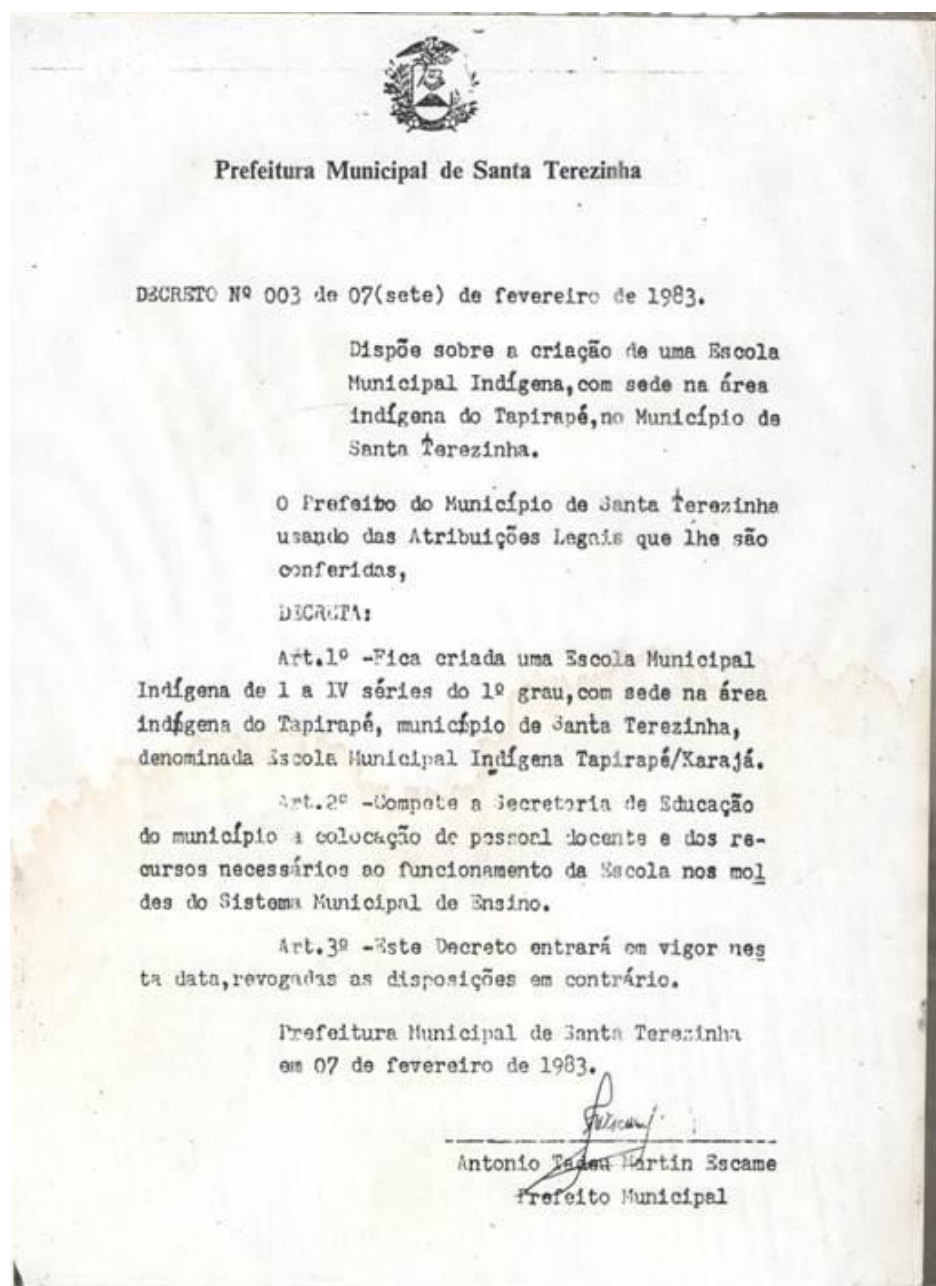 Prefeitura Municipal de Santa Terezinha
DECRETO Nº 003 de 07(sete) de fevereiro de 1983.
Dispõe sobre a criação de uma Escola
Municipal Indígena,com sede na área
indígena do Tapirapé,no Município de
Santa Terezinha.
O Prefeito do Município de Santa Terezinha
usando das Atribuições Legais que lhe são
conferidas,
DECRETA:
Art.1º -Fica criada uma Escola Municipal
Indígena de 1 a IV séries do 1º grau,com sede na área
indígena do Tapirapé, município de Santa Terezinha,
denominada Escola Municipal Indígena Tapirapé/Karajá.
Art.2º -Compete a Secretaria de Educação
do município a colocação de pessoal docente e dos re-
cursos necessários ao funcionamento da Escola nos mol
des do Sistema Municipal de Ensino.
Art.3º -Este Decreto entrará em vigor nes
ta data,revogadas as disposições em contrário.
Prefeitura Municipal de Santa Terezinha
em 07 de fevereiro de 1983.
Antonio Tadeu Martin Escame
Prefeito Municipal